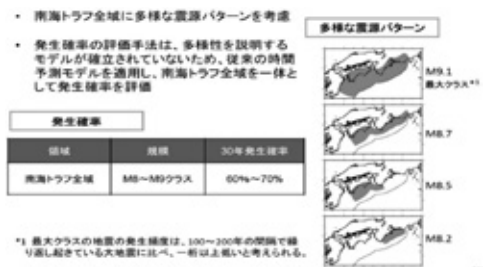 ・ 南海トラフ全域に多様な震源パターンを考慮
・ 発生確率の評価手法は、多様性を説明する
モデルが確立されていないため、従来の時間
予測モデルを適用し、南海トラフ全域を一体と
して発生確率を評価
発生確率
領域 規模 30年発生確率
南海トラフ全域 M8～M9クラス 60%～70%
*1 最大クラスの地震の発生頻度は、100～200年の間隔で繰
り返し起きている大地震に比べ、一桁以上低いと考えられる。
多様な震源パターン
M9.1
最大クラス*1
M8.7
M8.5
M8.2